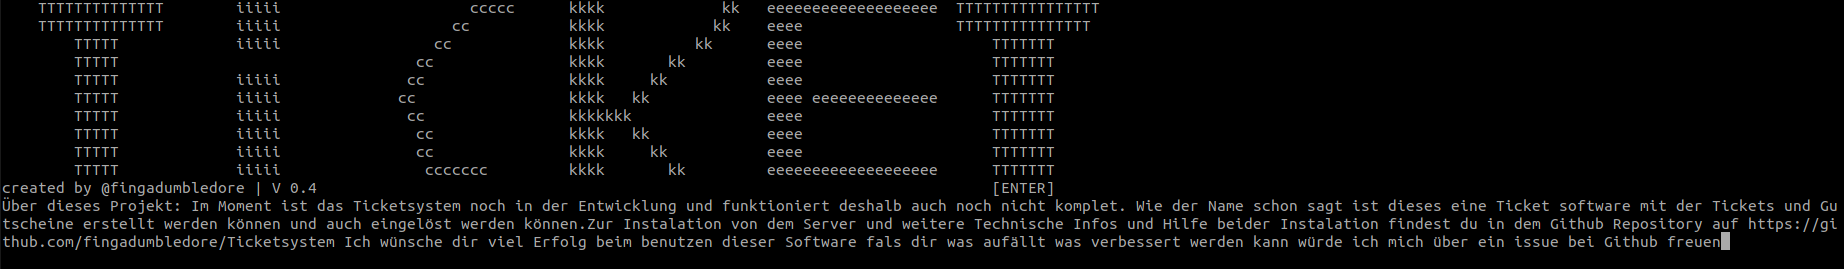 TTTTTTTTTTTTTT        iiiii                     ccccc      kkkk             kk   eeeeeeeeeeeeeeeeeee  TTTTTTTTTTTTTTTT
    TTTTTTTTTTTTTT        iiiii                   cc           kkkk            kk    eeee                 TTTTTTTTTTTTTTT
        TTTTT             iiiii                 cc             kkkk          kk      eeee                     TTTTTTT
        TTTTT                                 cc               kkkk       kk         eeee                     TTTTTTT
        TTTTT             iiiii              cc                kkkk     kk           eeee                     TTTTTTT
        TTTTT             iiiii             cc                 kkkk   kk             eeee eeeeeeeeeeeeee      TTTTTTT
        TTTTT             iiiii              cc                kkkkkkk               eeee                     TTTTTTT
        TTTTT             iiiii               cc               kkkk   kk             eeee                     TTTTTTT
        TTTTT             iiiii               cc               kkkk     kk           eeee                     TTTTTTT
        TTTTT             iiiii                ccccccc         kkkk       kk         eeeeeeeeeeeeeeeeeee      TTTTTTT
created by @fingadumbledore | V 0.4                                                                           [ENTER]
Über dieses Projekt: Im Moment ist das Ticketsystem noch in der Entwicklung und funktioniert deshalb auch noch nicht komplet. Wie der Name schon sagt ist dieses eine Ticket software mit der Tickets und Gu
tscheine erstellt werden können und auch eingelöst werden können.Zur Instalation von dem Server und weitere Technische Infos und Hilfe beider Instalation findest du in dem Github Repository auf https://gi
thub.com/fingadumbledore/Ticketsystem Ich wünsche dir viel Erfolg beim benutzen dieser Software fals dir was aufällt was verbessert werden kann würde ich mich über ein issue bei Github freuen